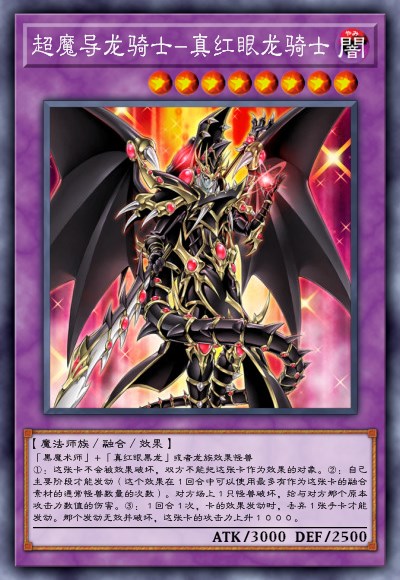 超魔导龙骑士-真红眼龙骑士
やみ
闇
【魔法师族／融合／效果】
「黑魔术师」+「真红眼黑龙」或者龙族效果怪兽
①：这张卡不会被效果破坏，双方不能把这张卡作为效果的对象。②：自己
主要阶段才能发动（这个效果在1回合中可以使用最多有作为这张卡的融合
素材的通常怪兽数量的次数）。对方场上1只怪兽破坏，给与对方那个原本
攻击力数值的伤害。③：1回合1次，卡的效果发动时，丢弃1张手卡才能
发动。那个发动无效并破坏，这张卡的攻击力上升1000。
ATK/3000 DEF/2500